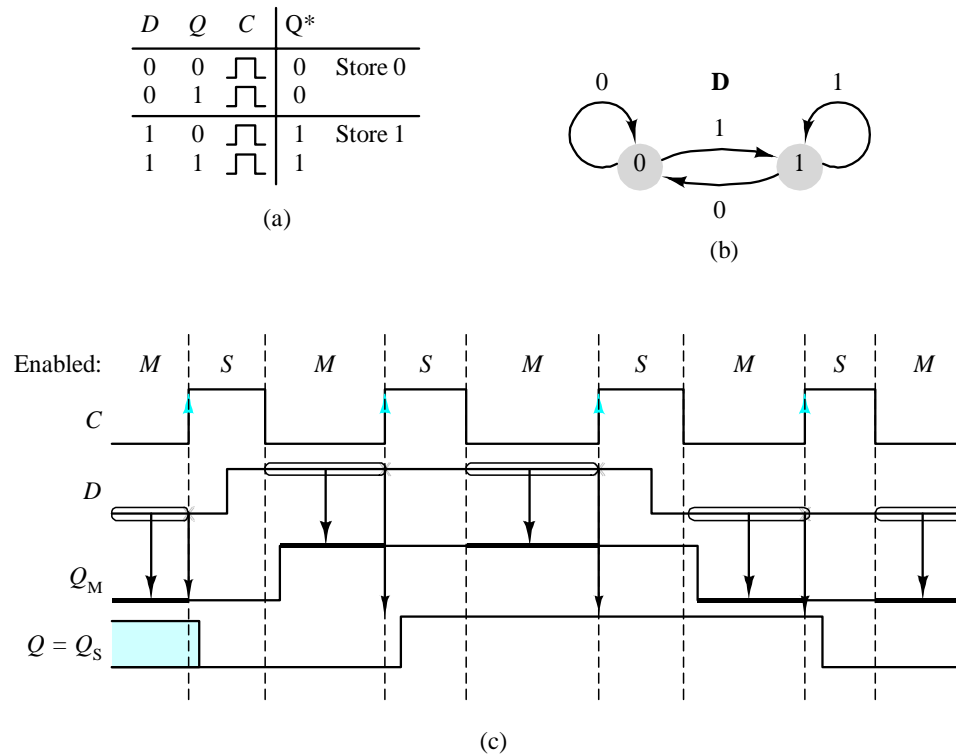 D Q C Q*
0 0 0 Store 0
0 1 0
1 0 1 Store 1
1 1 1
(a)
D
0 1
1
0 1
0
(b)
Enabled: M S M S M S M S M
C
D
QM
Q = QS
(c)